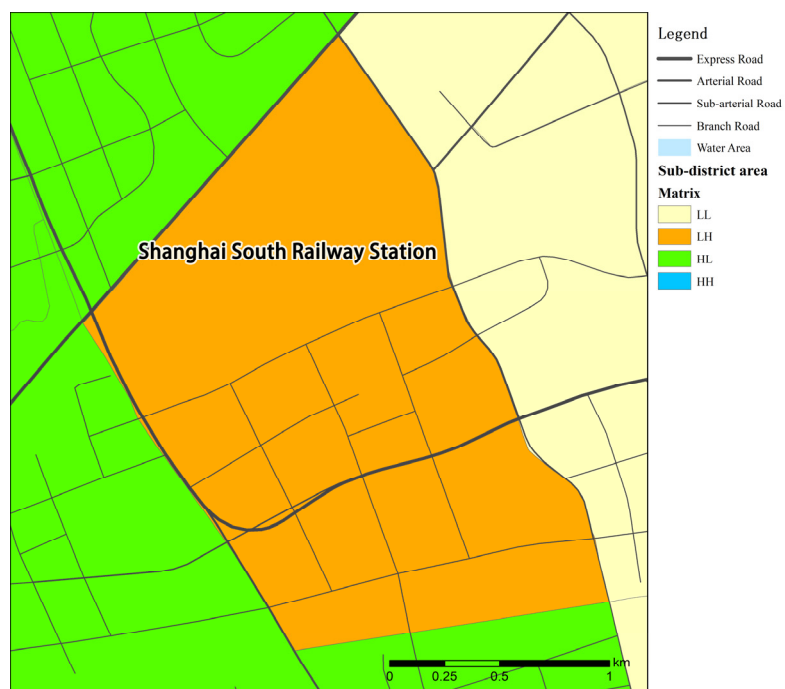 Legend
Express Road
Arterial Road
Sub-arterial Road
Branch Road
Water Area
Sub-district area
Matrix
LL
LH
HL
HH
Shanghai South Railway Station
km
0 0.25 0.5 1